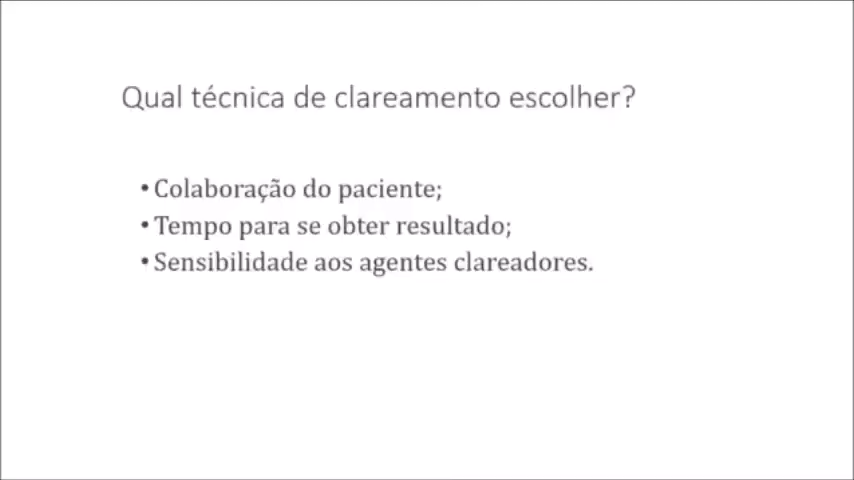 Qual técnica de clareamento escolher?
• Colaboração do paciente;
• Tempo para se obter resultado;
• Sensibilidade aos agentes clareadores.